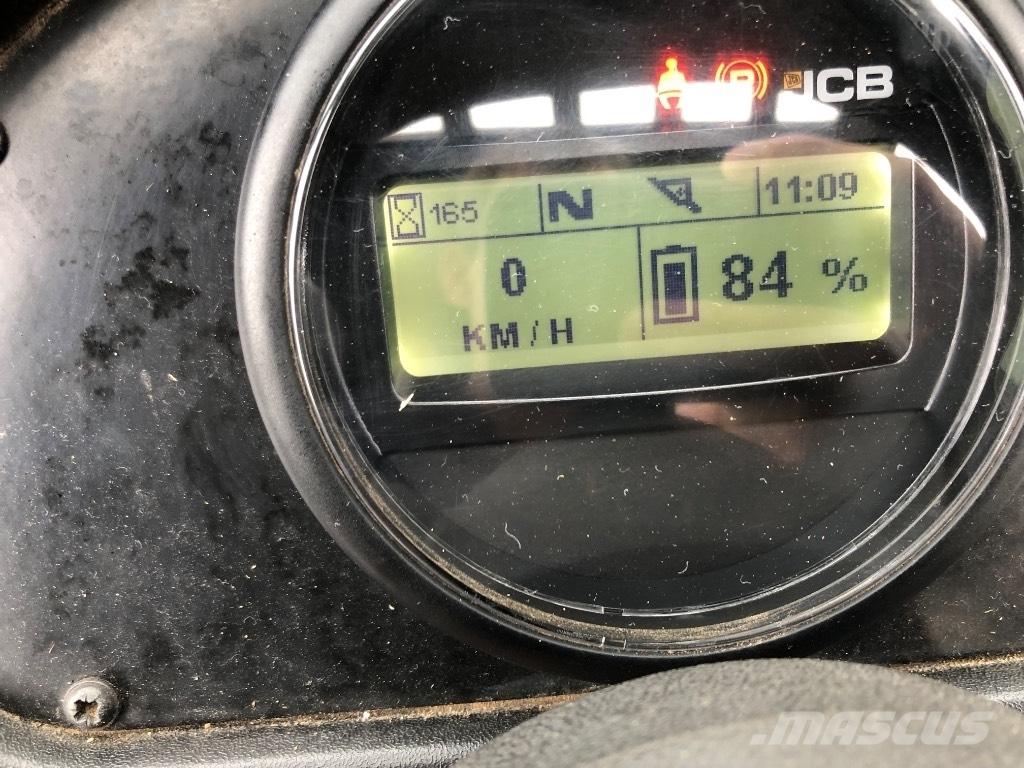 P JCB
165 N 11:09
0 84 %
KM/H
MASCUS